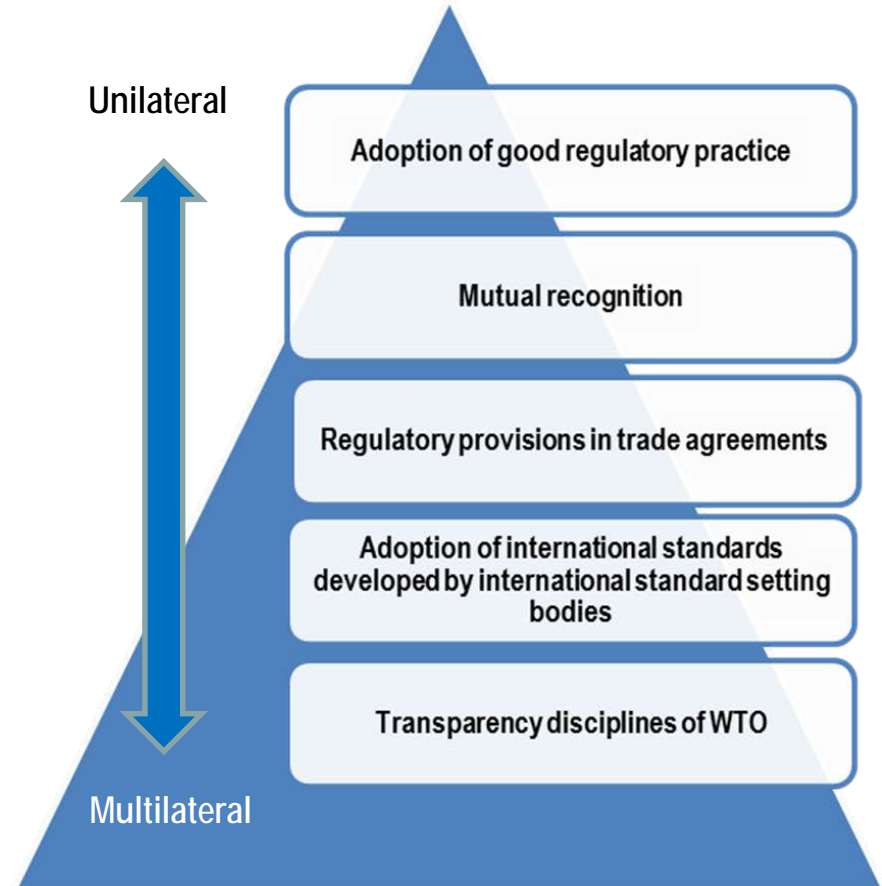 Unilateral
Adoption of good regulatory practice
Mutual recognition
Regulatory provisions in trade agreements
Adoption of international standards
developed by international standard setting
bodies
Transparency disciplines of WTO
Multilateral